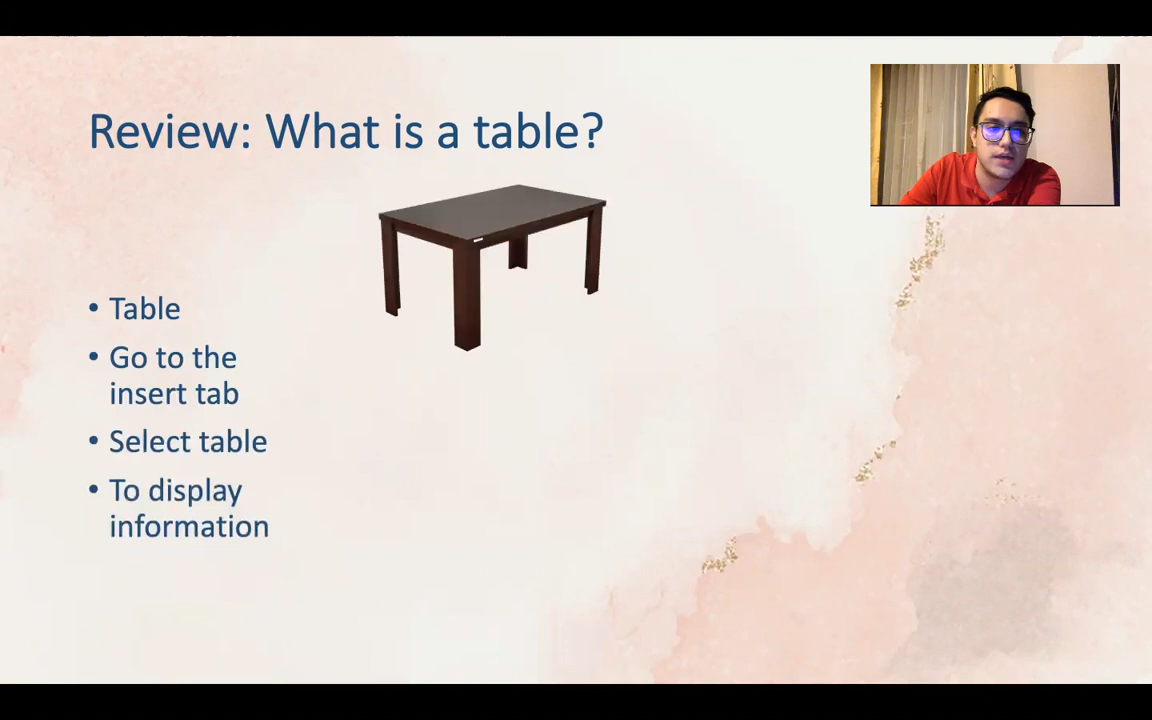 Review: What is a table?
• Table
• Go to the
insert tab
• Select table
• To display
information